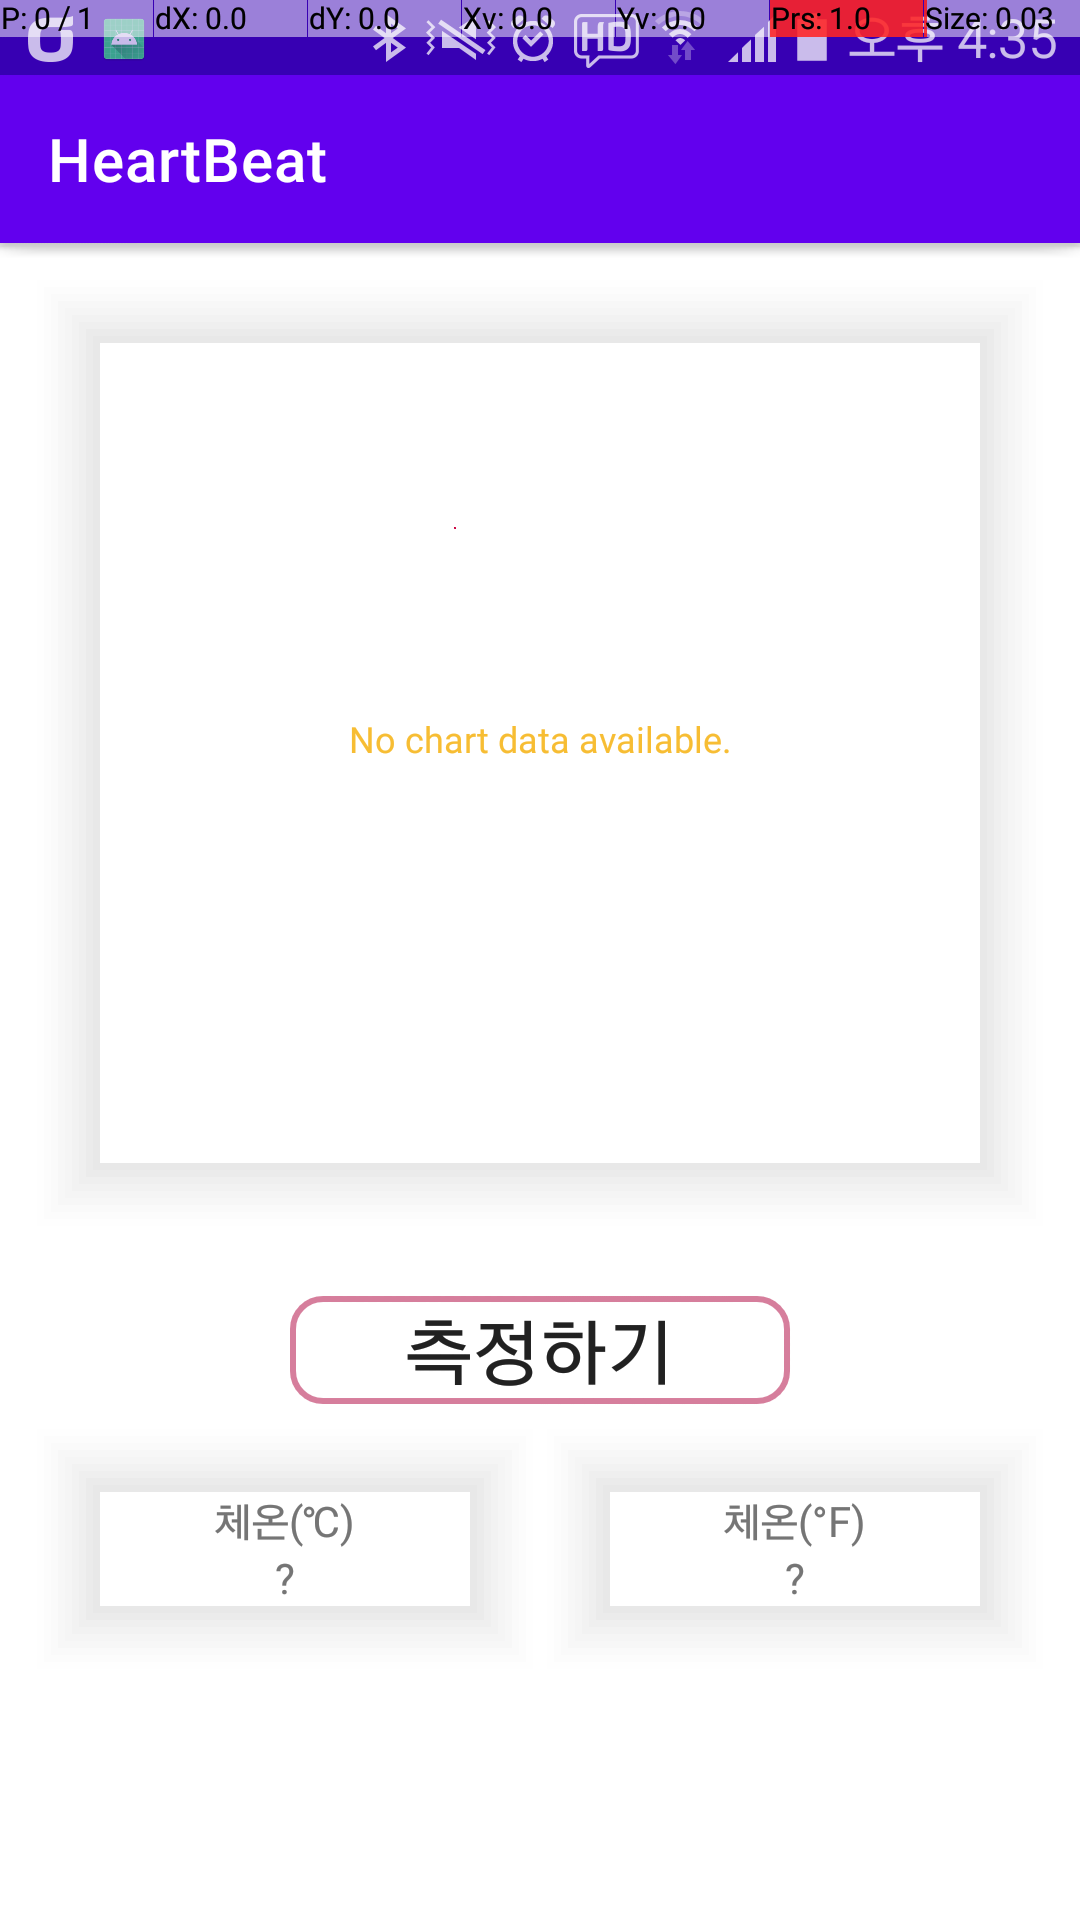 P: 0 / 1 dX: 0.0 dY: 0.0 Xv: 0.0 Yv: 0.0 Prs: 1.0 Size: 0.03
HD 오후 4:35
HeartBeat
No chart data available.
측정하기
체온(℃) 체온(°F)
? ?